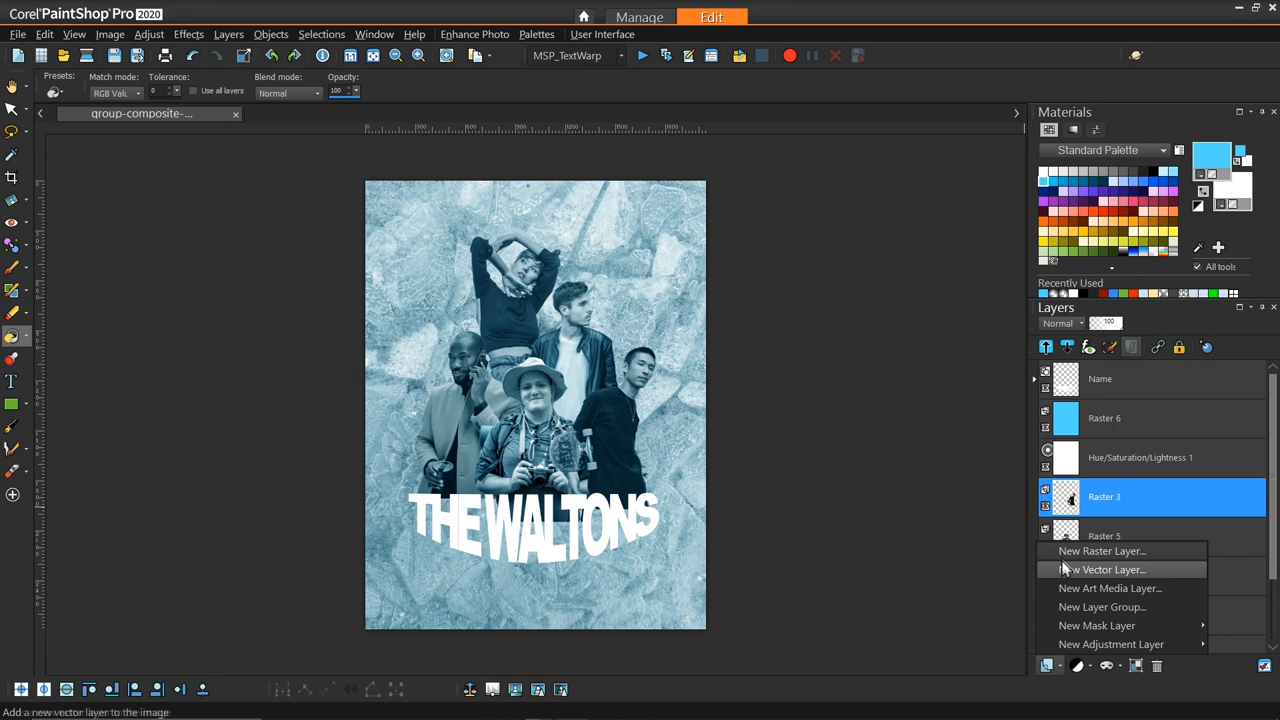 Corel PaintShop Pro 2020
Manage
Edit
File Edit View Image Adjust Effects Layers Objects Selections Window Help Enhance Photo Palettes User Interface
MSP_TextWarp
Presets:
Match mode:
Tolerance:
Blend mode:
Opacity:
RGB Valu
0
Use all layers
Normal
100
group-composite-...
THE WALTONS
Materials
Standard Palette
All tools
Recently Used
Layers
Normal
100
Name
Raster 6
Hue/Saturation/Lightness 1
Raster 3
Raster 5
New Raster Layer...
New Vector Layer...
New Art Media Layer...
New Layer Group...
New Mask Layer
New Adjustment Layer
Add a new vector layer to the image